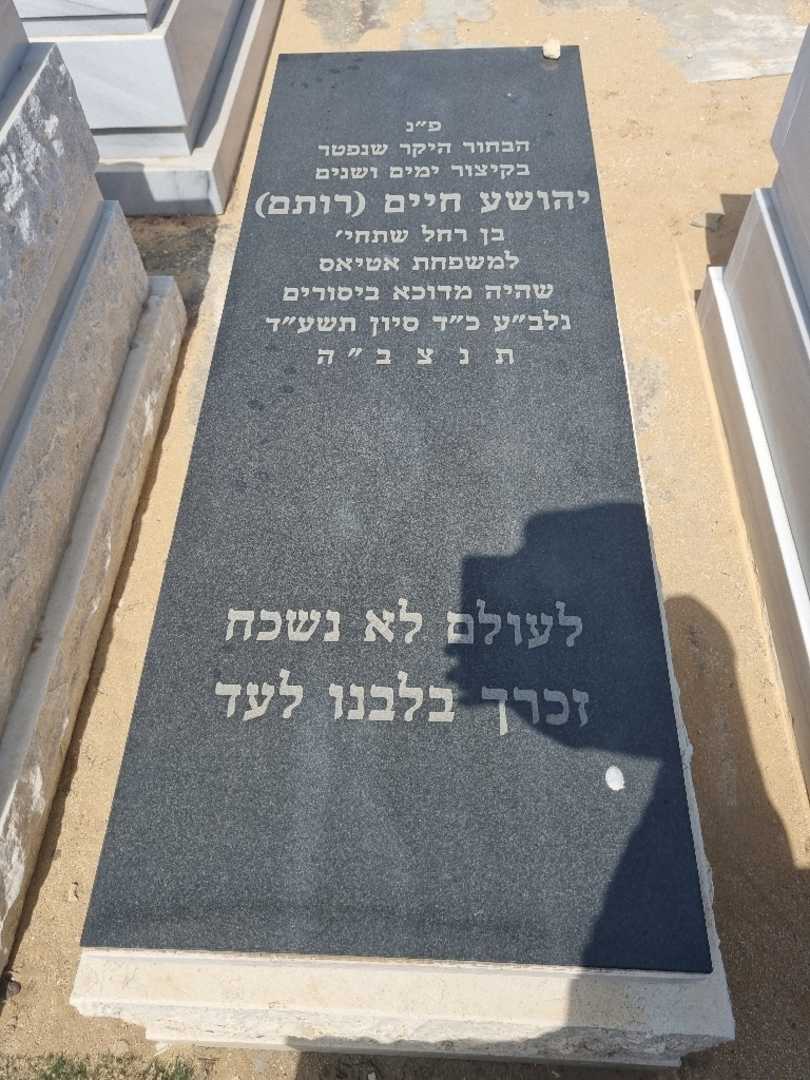 פ״נ
הבחור היקר שנפטר
בקיצור ימים ושנים
יהושע חיים (רותם)
בן רחל שתחי׳
למשפחת אטיאס
שהיה מדוכא ביסורים
נלב״ע כ״ד סיון תשע״ד
ת נ צ ב ״ ה
לעולם לא נשכח
זכרך בלבנו לעד